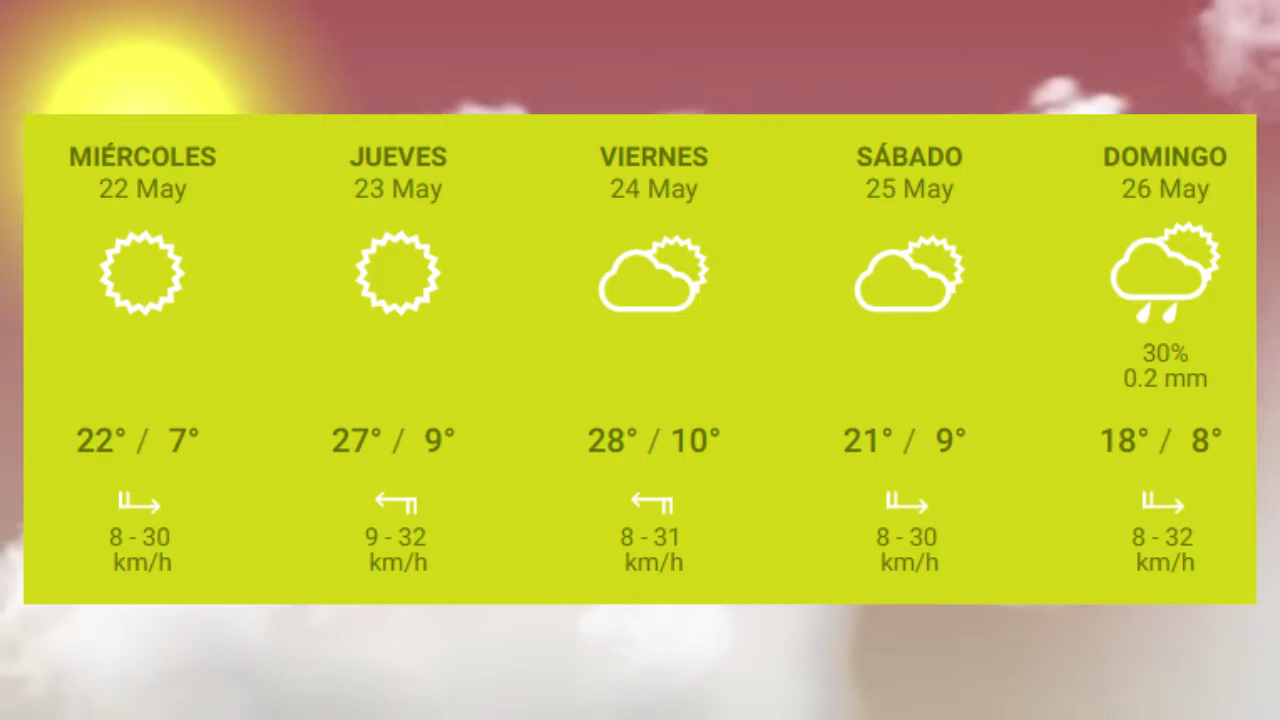 MIÉRCOLES
22 May
22° / 7°
8 - 30
km/h
JUEVES
23 May
27° / 9°
9 - 32
km/h
VIERNES
24 May
28° / 10°
8 - 31
km/h
SÁBADO
25 May
21° / 9°
8 - 30
km/h
DOMINGO
26 May
30%
0.2 mm
18° / 8°
8 - 32
km/h